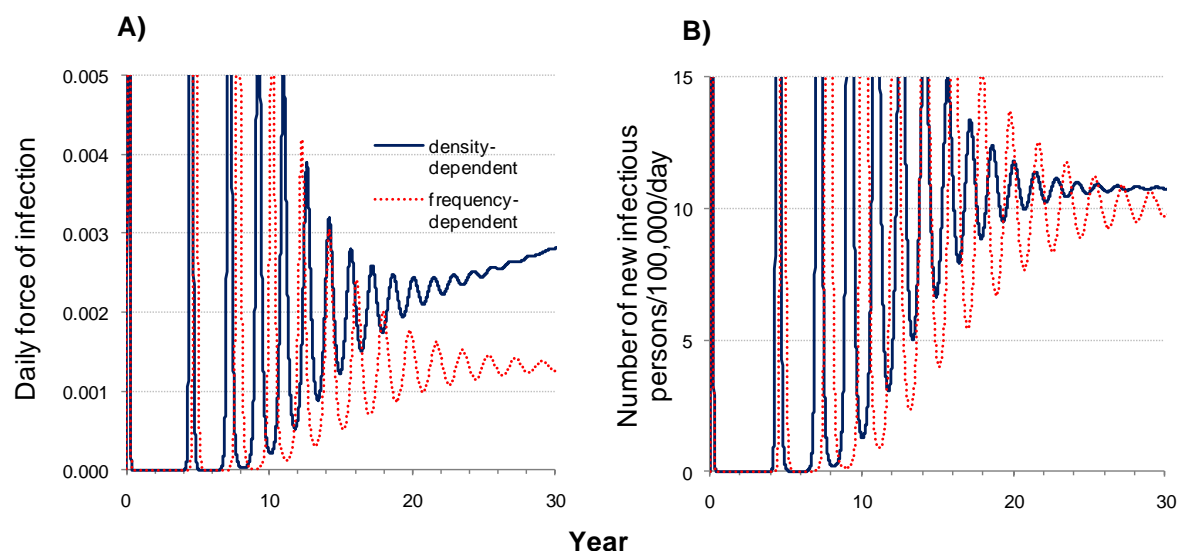 A)
Daily force of infection
0.005
0.004
0.003
0.002
0.001
0.000
density-
dependent
frequency-
dependent
0
10
20
30
B)
Number of new infectious
persons/100,000/day
15
10
5
0
0
10
20
30
Year